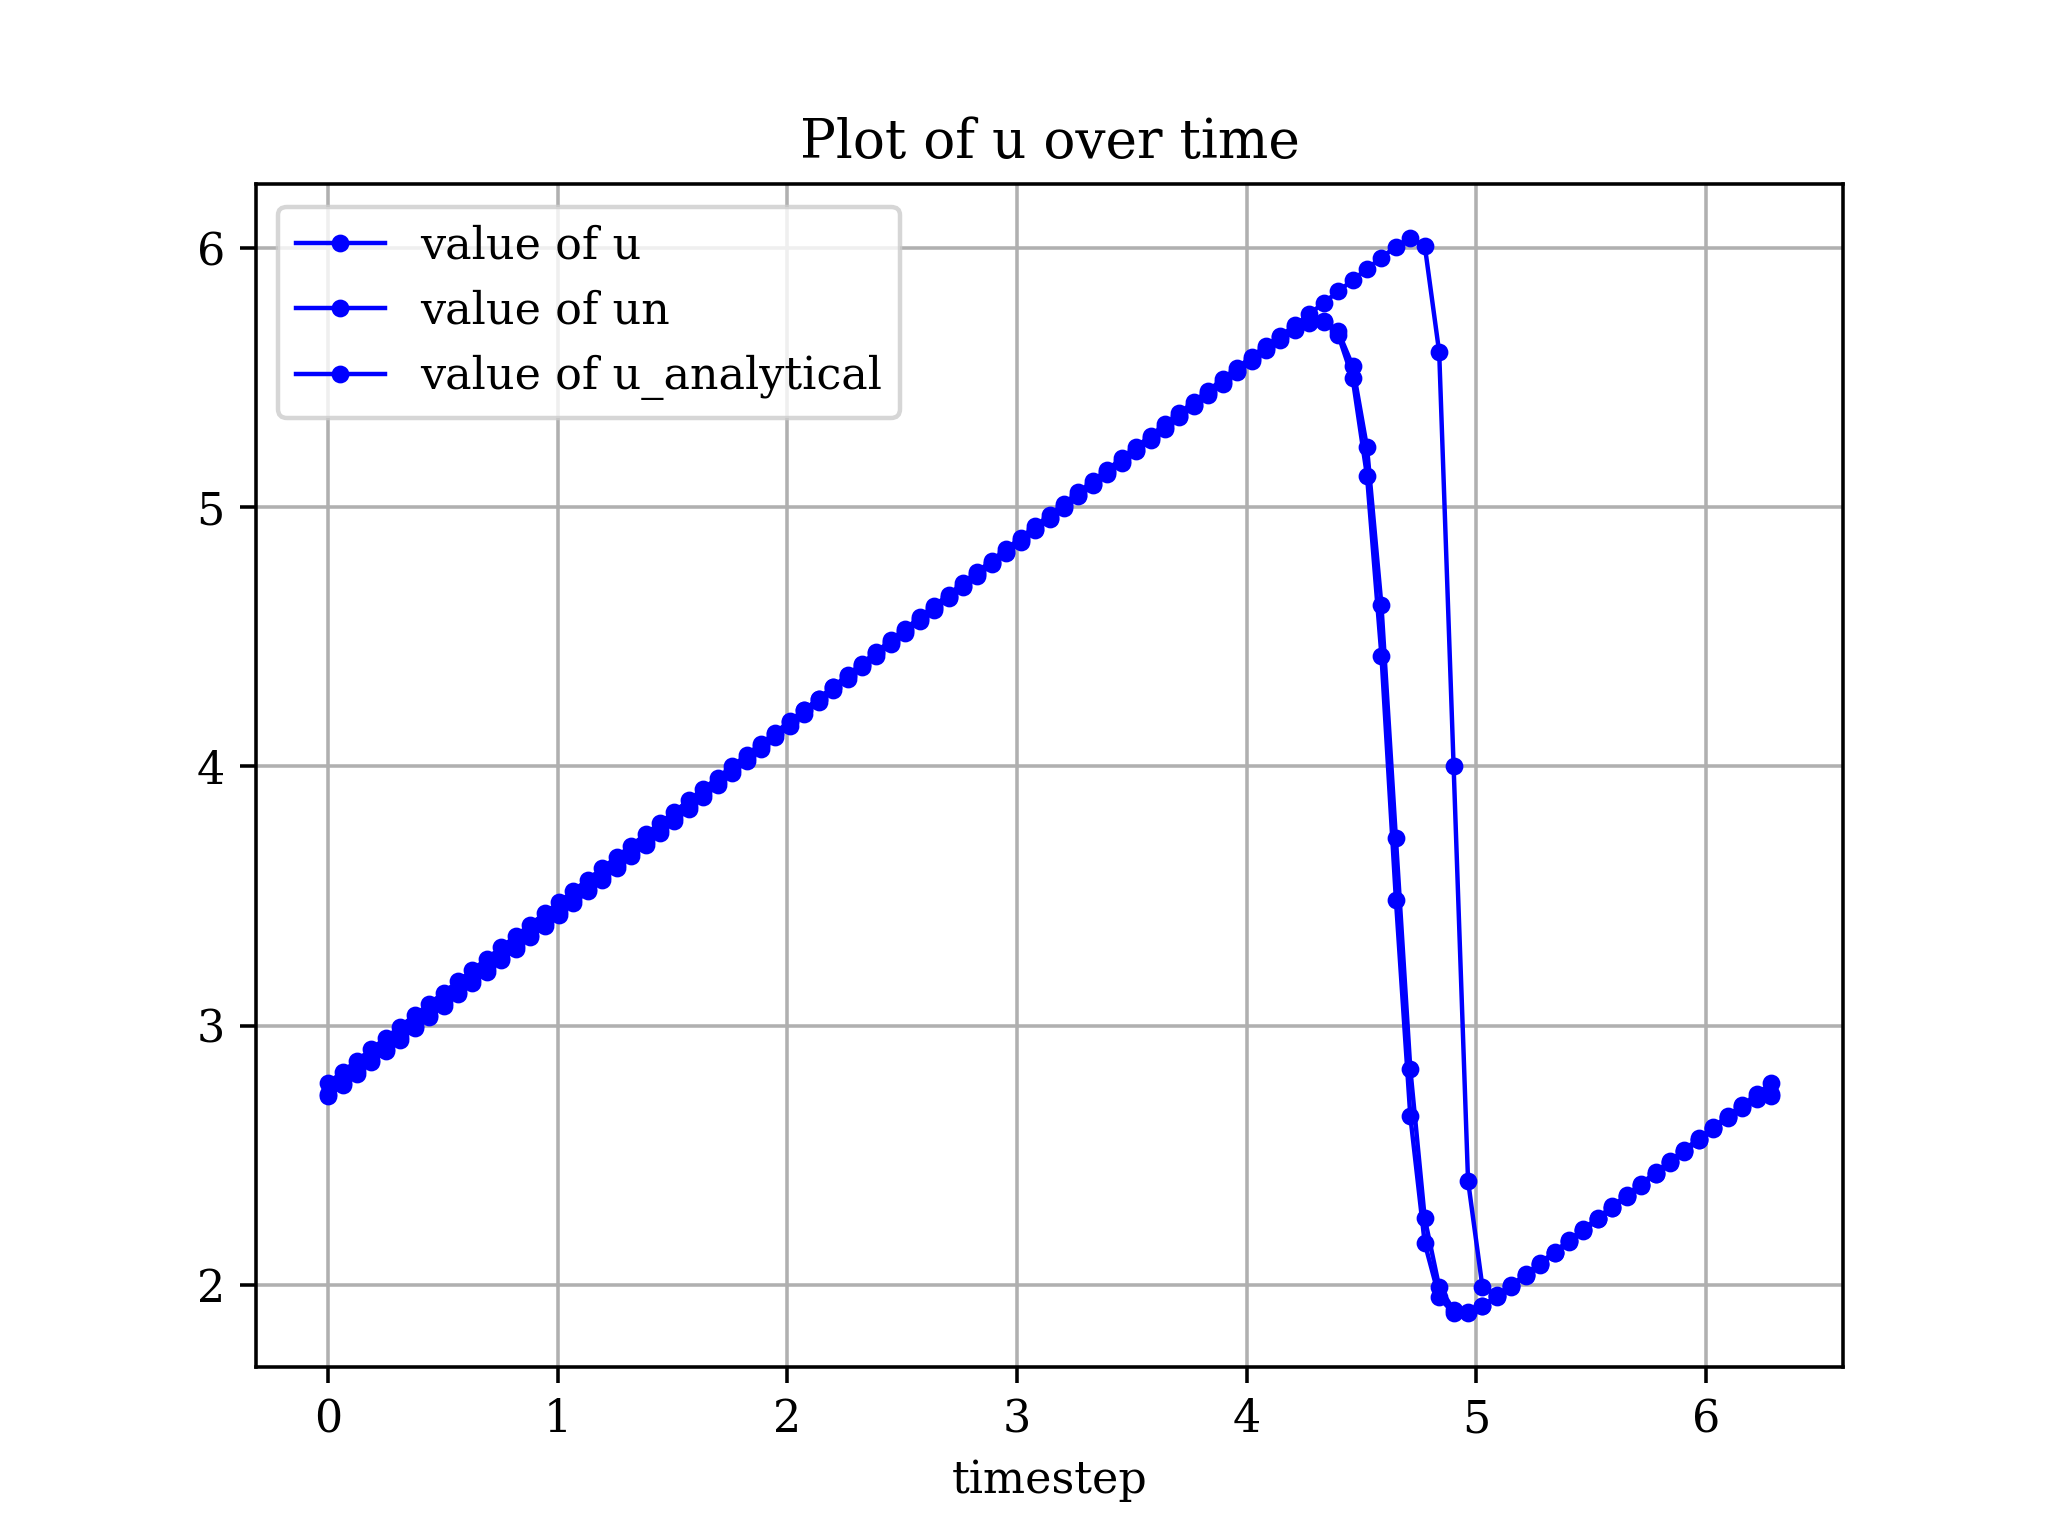 Plot of u over time
value of u
value of un
value of u_analytical
6
5
4
3
2
0 1 2 3 4 5 6
timestep